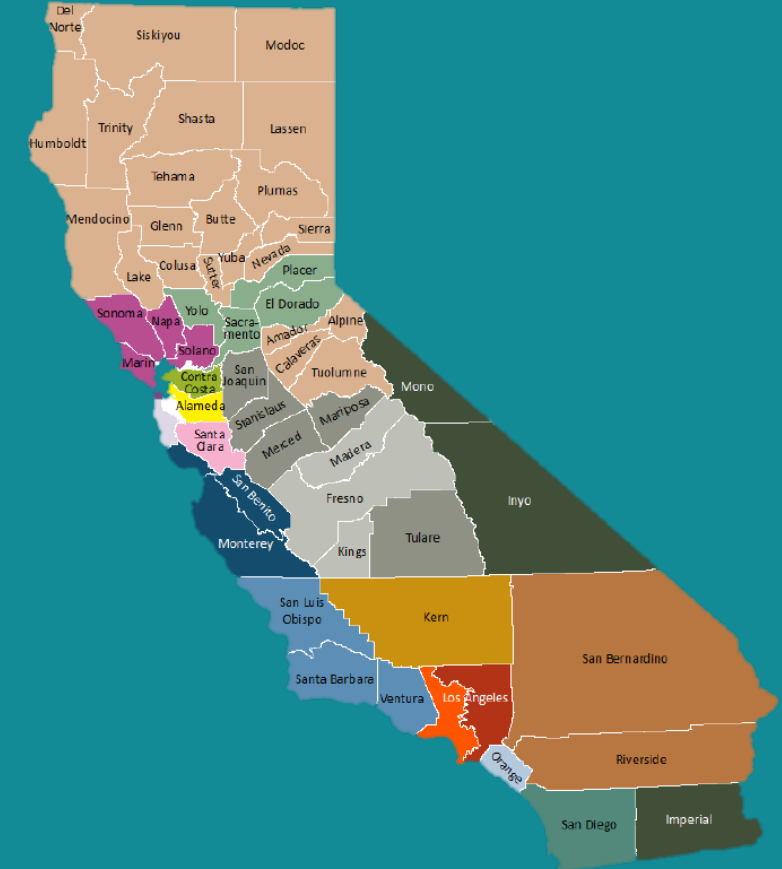 Del
Norte
Siskiyou
Modoc
Humboldt
Trinity
Shasta
Lassen
Tehama
Plumas
Mendocino
Glenn
Butte
Sierra
Lake
Colusa
Sutter
Yuba
Nevada
Placer
Sonoma
Napa
Yolo
Sacra-
mento
El Dorado
Marin
Solano
Amador
Alpine
Contra
Costa
San
Joaquin
Calaveras
Tuolumne
Mono
Alameda
Stanislaus
Mariposa
Santa
Clara
Merced
Madera
San Benito
Fresno
Inyo
Monterey
Kings
Tulare
San Luis
Obispo
Kern
San Bernardino
Santa Barbara
Ventura
Los Angeles
Orange
Riverside
San Diego
Imperial